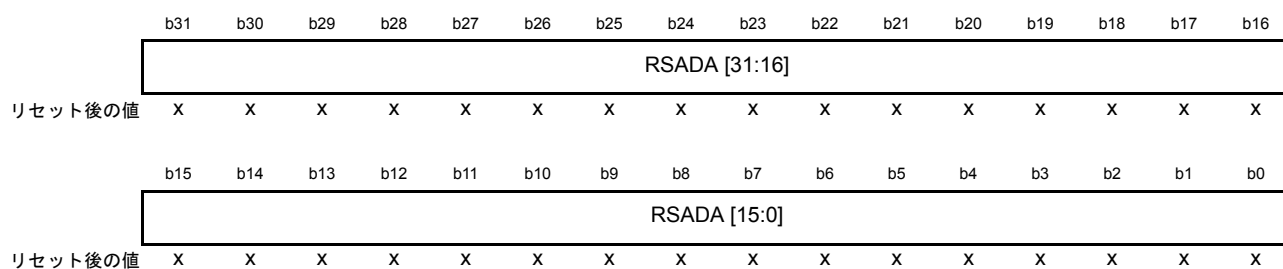 b31 b30 b29 b28 b27 b26 b25 b24 b23 b22 b21 b20 b19 b18 b17 b16
RSADA [31:16]
リセット後の値 x x x x x x x x x x x x x x x x
b15 b14 b13 b12 b11 b10 b9 b8 b7 b6 b5 b4 b3 b2 b1 b0
RSADA [15:0]
リセット後の値 x x x x x x x x x x x x x x x x